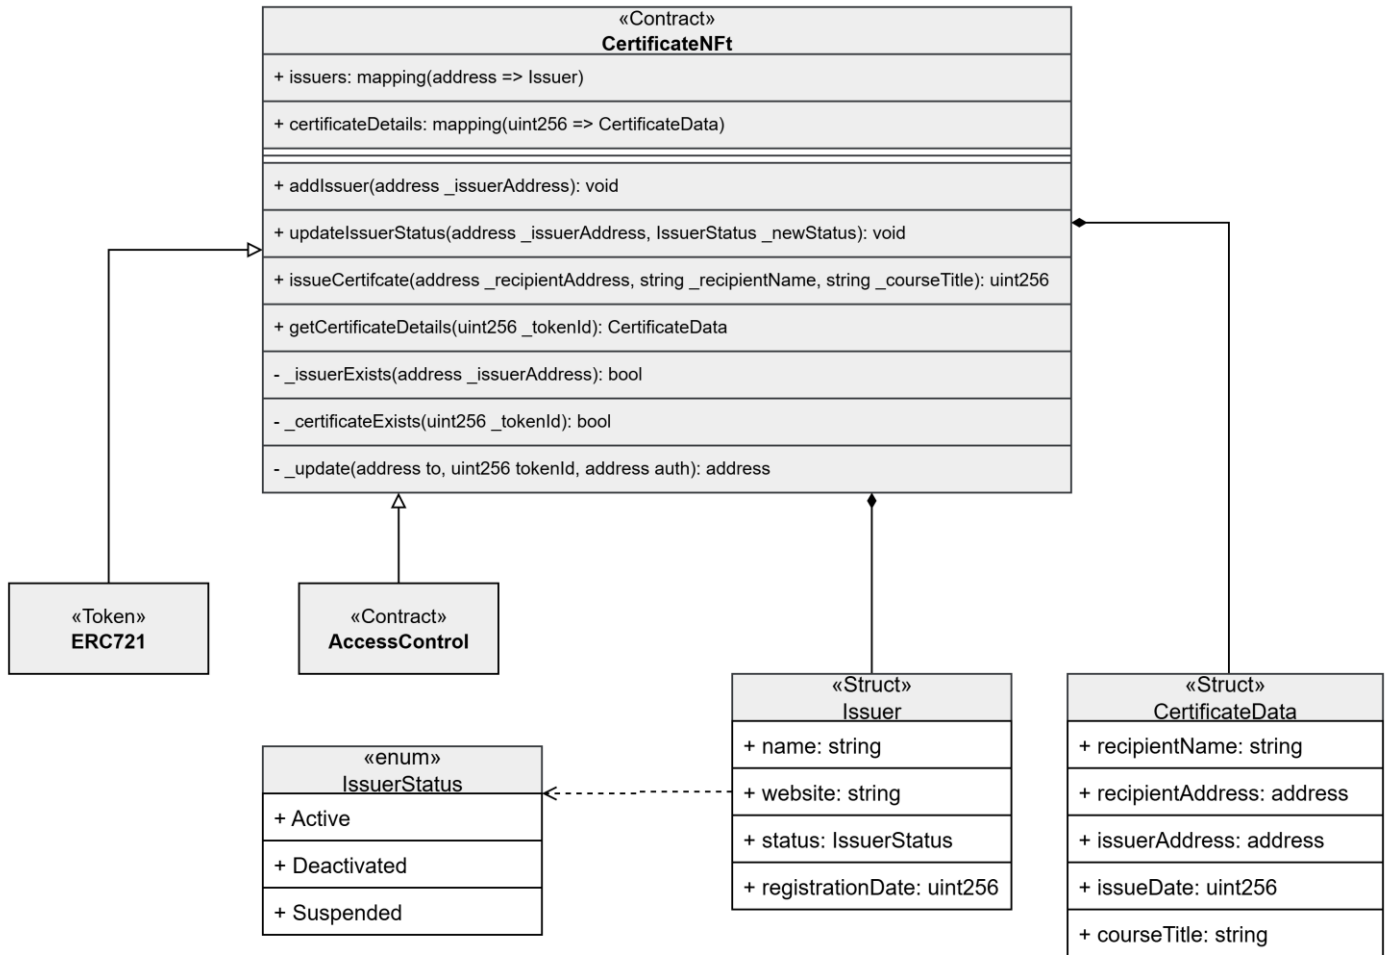 «Contract»
CertificateNFt
+ issuers: mapping(address => Issuer)
+ certificateDetails: mapping(uint256 => CertificateData)
+ addIssuer(address _issuerAddress): void
+ updateIssuerStatus(address _issuerAddress, IssuerStatus _newStatus): void
+ issueCertifcate(address _recipientAddress, string _recipientName, string _courseTitle): uint256
+ getCertificateDetails(uint256 _tokenId): CertificateData
- _issuerExists(address _issuerAddress): bool
- _certificateExists(uint256 _tokenId): bool
- _update(address to, uint256 tokenId, address auth): address
«Token»
ERC721
«Contract»
AccessControl
«enum»
IssuerStatus
+ Active
+ Deactivated
+ Suspended
«Struct»
Issuer
+ name: string
+ website: string
+ status: IssuerStatus
+ registrationDate: uint256
«Struct»
CertificateData
+ recipientName: string
+ recipientAddress: address
+ issuerAddress: address
+ issueDate: uint256
+ courseTitle: string